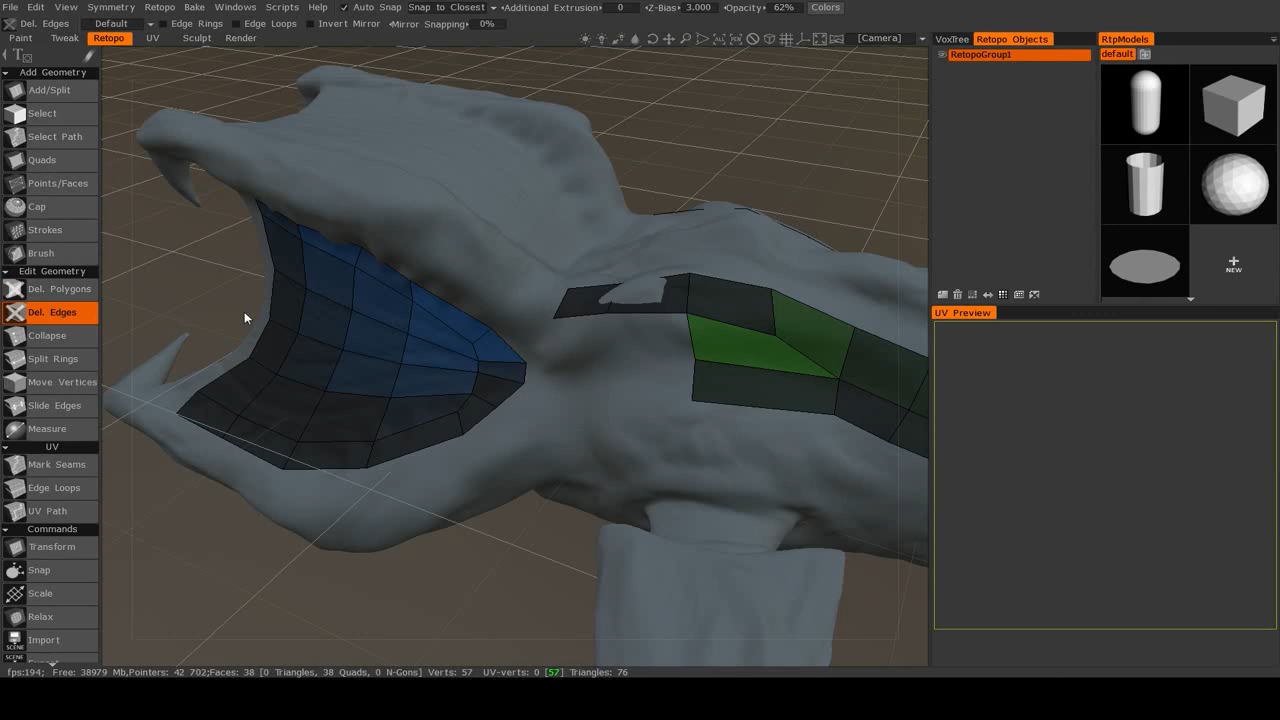 File Edit View Symmetry Retopo Bake Windows Scripts Help Auto Snap Snap to Closest Additional Extrusion 0 Z-Bias 3.000 Opacity 62% Colors
Del. Edges Default Edge Rings Edge Loops Invert Mirror Mirror Snapping 0%
Paint Tweak Retopo UV Sculpt Render [Camera] VoxTree Retopo Objects RtpModels
RetopoGroup1 default
Add Geometry
Add/Split
Select
Select Path
Quads
Points/Faces
Cap
Strokes
Brush
NEW
Edit Geometry
Del. Polygons
Del. Edges
UV Preview
Collapse
Split Rings
Move Vertices
Slide Edges
Measure
UV
Mark Seams
Edge Loops
UV Path
Commands
Transform
Snap
Scale
Relax
Import
SCENE
SCENE
fps:194; Free: 38979 Mb,Pointers: 42 702;Faces: 38 [0 Triangles, 38 Quads, 0 N-Gons] Verts: 57 UV-verts: 0 [57] Triangles: 76